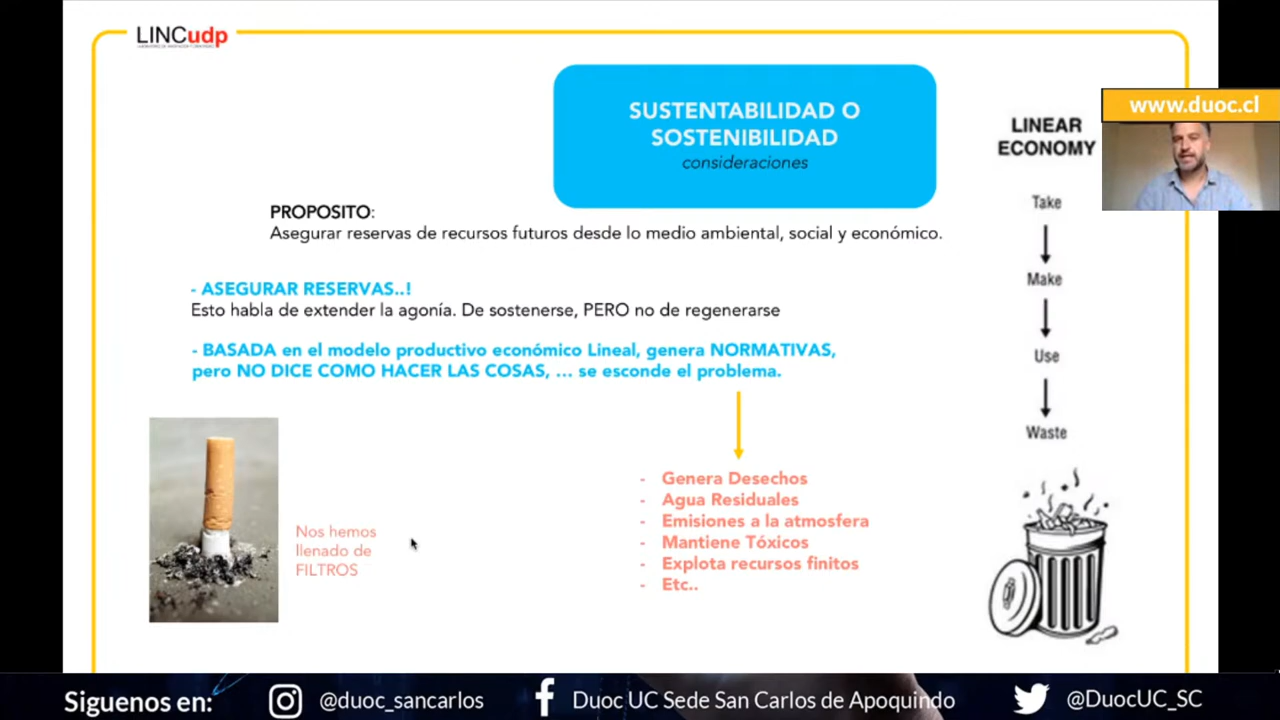 LINCudp
SUSTENTABILIDAD O
SOSTENIBILIDAD
consideraciones
www.duoc.cl
LINEAR
ECONOMY
Take
Make
Use
Waste
PROPOSITO:
Asegurar reservas de recursos futuros desde lo medio ambiental, social y económico.
- ASEGURAR RESERVAS..!
Esto habla de extender la agonía. De sostenerse, PERO no de regenerarse
- BASADA en el modelo productivo económico Lineal, genera NORMATIVAS,
pero NO DICE COMO HACER LAS COSAS, ... se esconde el problema.
- Genera Desechos
- Agua Residuales
- Emisiones a la atmosfera
- Mantiene Tóxicos
- Explota recursos finitos
- Etc..
Nos hemos
llenado de
FILTROS
Siguenos en:
@duoc_sancarlos
Duoc UC Sede San Carlos de Apoquindo
@DuocUC_SC